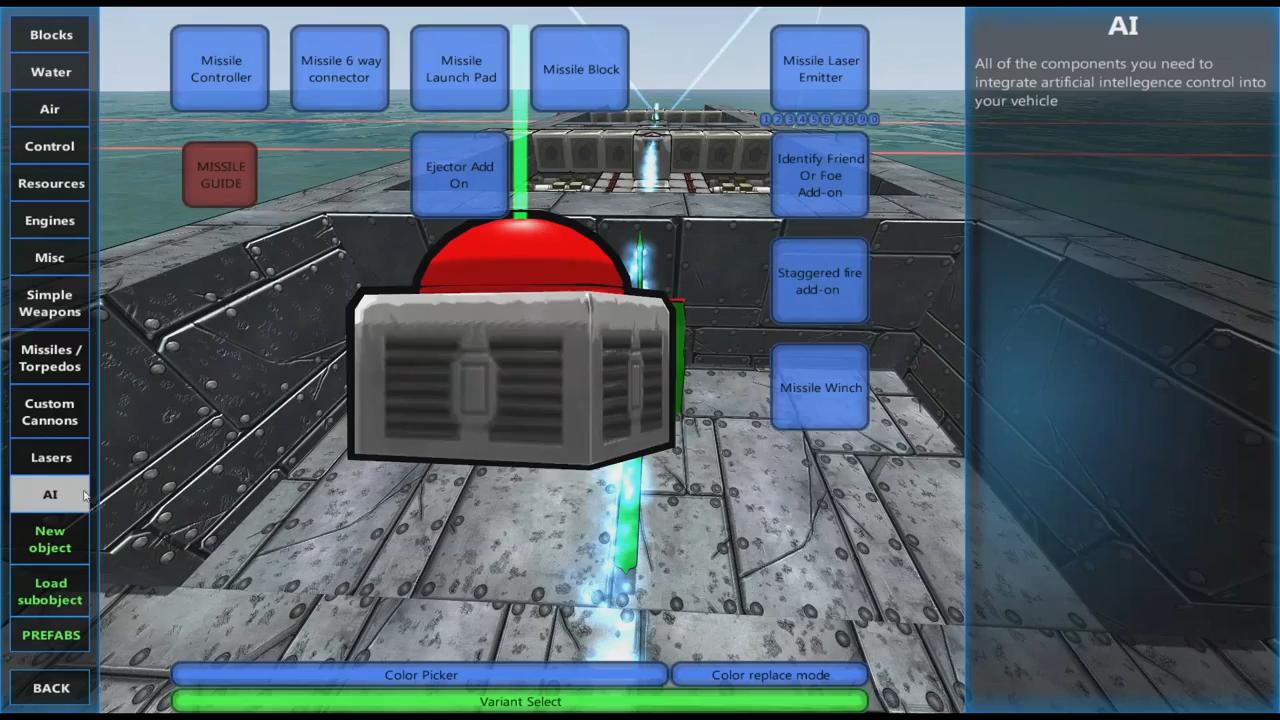 Blocks
Water
Air
Control
Resources
Engines
Misc
Simple
Weapons
Missiles /
Torpedos
Custom
Cannons
Lasers
AI
New
object
Load
subobject
PREFABS
BACK
Missile
Controller
Missile 6 way
connector
Missile
Launch Pad
Missile Block
Missile Laser
Emitter
1 2 3 4 5 6 7 8 9 0
MISSILE
GUIDE
Ejector Add
On
Identify Friend
Or Foe
Add-on
Staggered fire
add-on
Missile Winch
Color Picker
Color replace mode
Variant Select
AI
All of the components you need to
integrate artificial intellegence control into
your vehicle